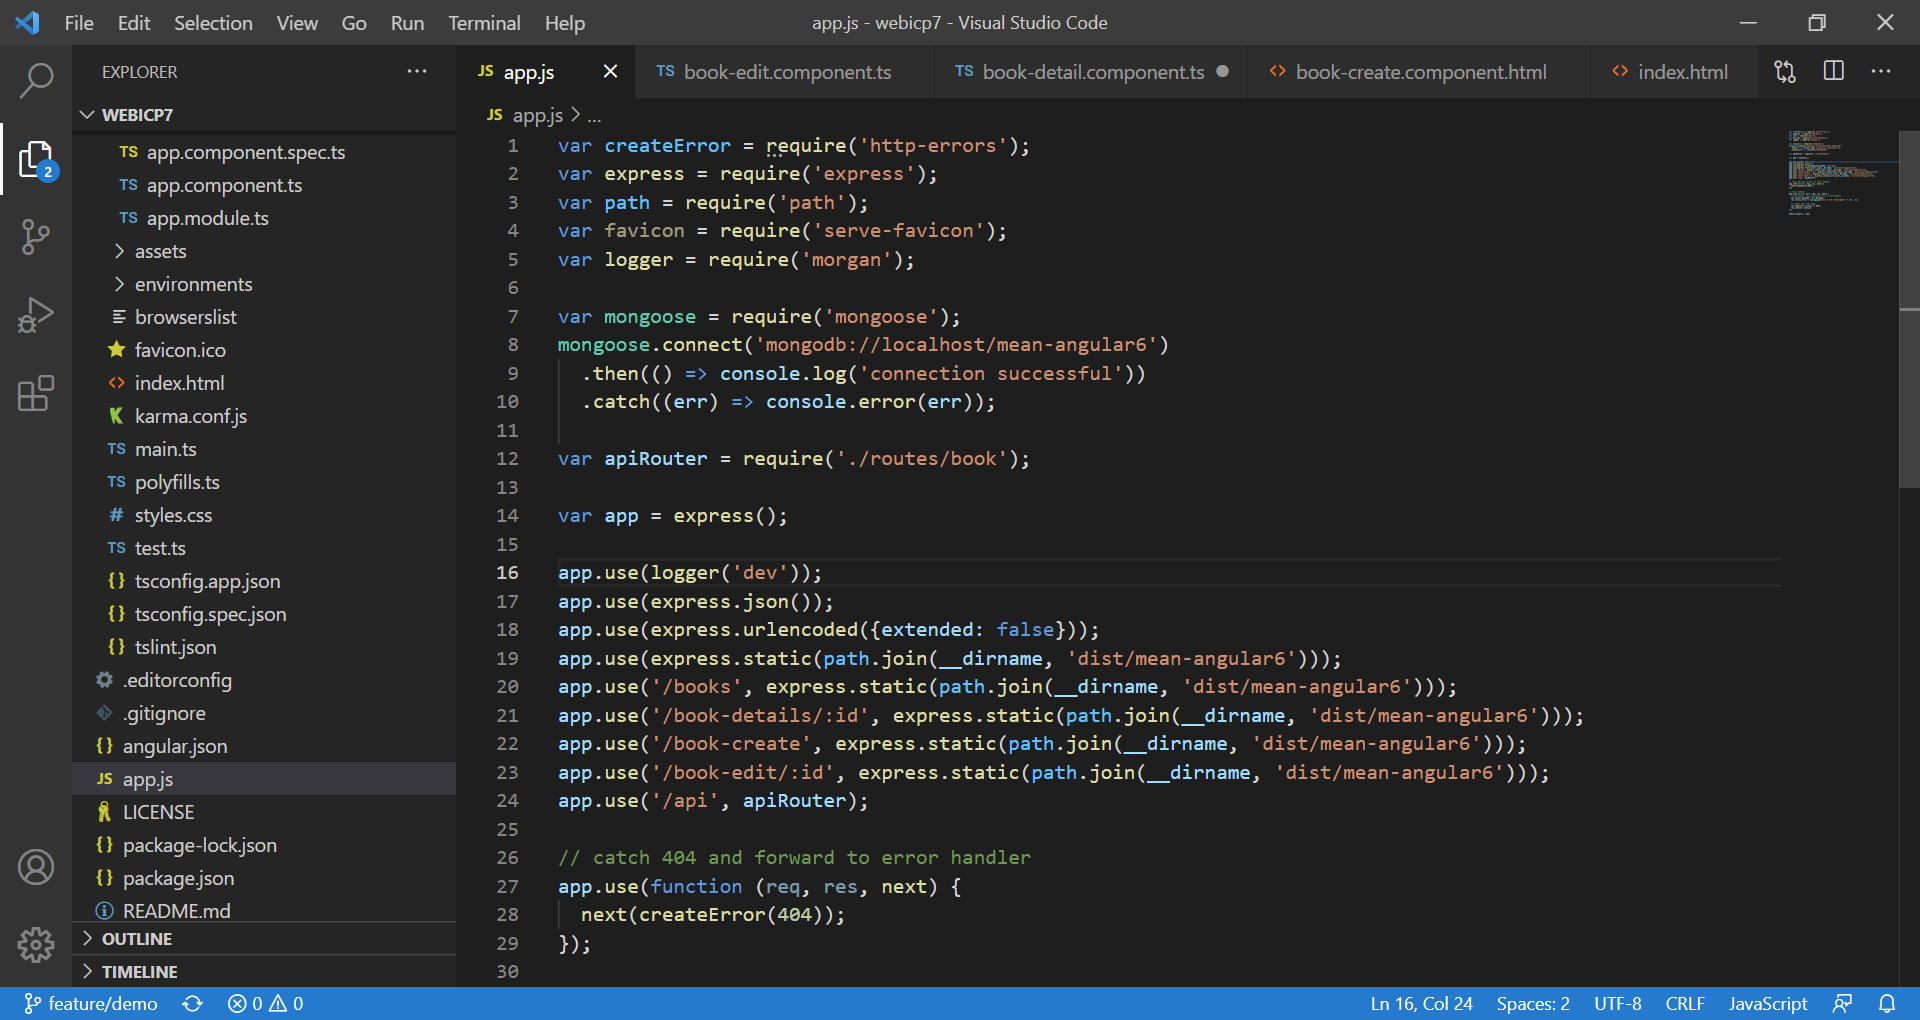 File Edit Selection View Go Run Terminal Help
app.js - webicp7 - Visual Studio Code
EXPLORER
WEBICP7
TS app.component.spec.ts
TS app.component.ts
TS app.module.ts
assets
environments
browserslist
favicon.ico
index.html
karma.conf.js
TS main.ts
TS polyfills.ts
# styles.css
TS test.ts
{} tsconfig.app.json
{} tsconfig.spec.json
{} tslint.json
.editorconfig
.gitignore
{} angular.json
JS app.js
LICENSE
{} package-lock.json
{} package.json
README.md
OUTLINE
TIMELINE
2
JS app.js
TS book-edit.component.ts
TS book-detail.component.ts
<> book-create.component.html
<> index.html
JS app.js > ...
1 var createError = require('http-errors');
2 var express = require('express');
3 var path = require('path');
4 var favicon = require('serve-favicon');
5 var logger = require('morgan');
6
7 var mongoose = require('mongoose');
8 mongoose.connect('mongodb://localhost/mean-angular6')
9 .then(() => console.log('connection successful'))
10 .catch((err) => console.error(err));
11
12 var apiRouter = require('./routes/book');
13
14 var app = express();
15
16 app.use(logger('dev'));
17 app.use(express.json());
18 app.use(express.urlencoded({extended: false}));
19 app.use(express.static(path.join(__dirname, 'dist/mean-angular6')));
20 app.use('/books', express.static(path.join(__dirname, 'dist/mean-angular6')));
21 app.use('/book-details/:id', express.static(path.join(__dirname, 'dist/mean-angular6')));
22 app.use('/book-create', express.static(path.join(__dirname, 'dist/mean-angular6')));
23 app.use('/book-edit/:id', express.static(path.join(__dirname, 'dist/mean-angular6')));
24 app.use('/api', apiRouter);
25
26 // catch 404 and forward to error handler
27 app.use(function (req, res, next) {
28 next(createError(404));
29 });
30
feature/demo 0 0
Ln 16, Col 24 Spaces: 2 UTF-8 CRLF JavaScript